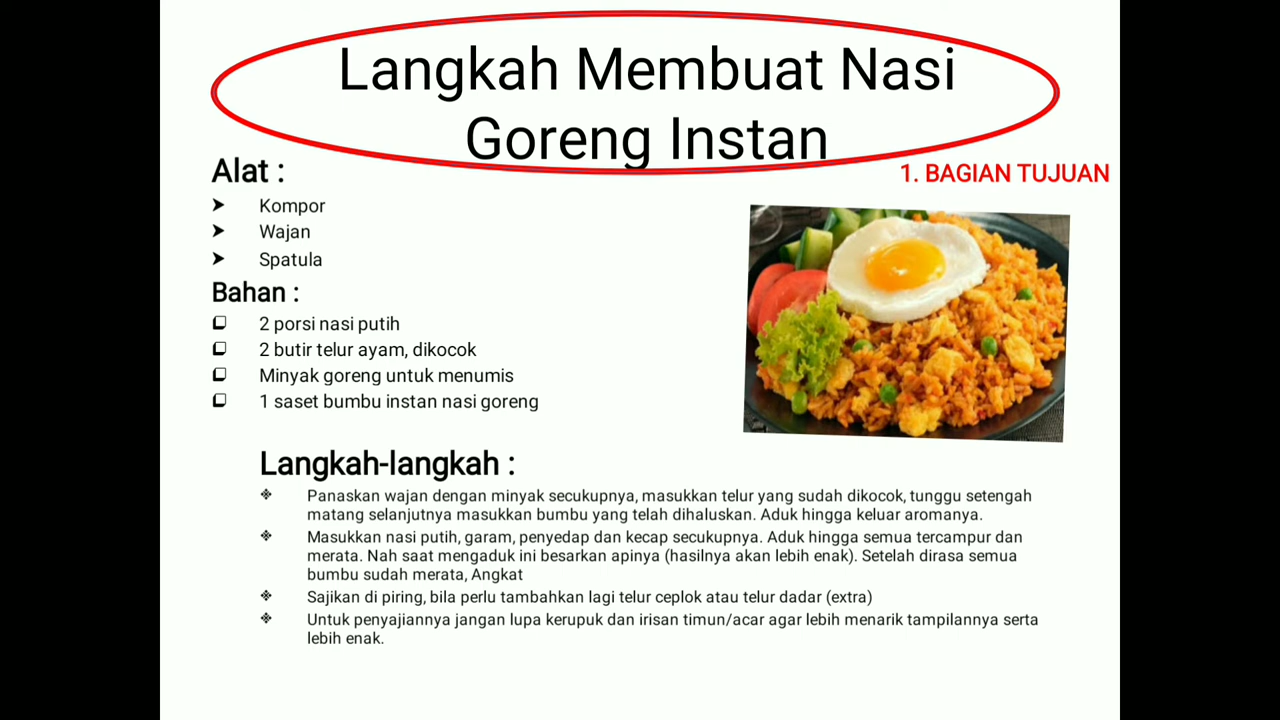 Langkah Membuat Nasi
Goreng Instan
Alat :
1. BAGIAN TUJUAN
Kompor
Wajan
Spatula
Bahan :
2 porsi nasi putih
2 butir telur ayam, dikocok
Minyak goreng untuk menumis
1 saset bumbu instan nasi goreng
Langkah-langkah :
Panaskan wajan dengan minyak secukupnya, masukkan telur yang sudah dikocok, tunggu setengah
matang selanjutnya masukkan bumbu yang telah dihaluskan. Aduk hingga keluar aromanya.
Masukkan nasi putih, garam, penyedap dan kecap secukupnya. Aduk hingga semua tercampur dan
merata. Nah saat mengaduk ini besarkan apinya (hasilnya akan lebih enak). Setelah dirasa semua
bumbu sudah merata, Angkat
Sajikan di piring, bila perlu tambahkan lagi telur ceplok atau telur dadar (extra)
Untuk penyajiannya jangan lupa kerupuk dan irisan timun/acar agar lebih menarik tampilannya serta
lebih enak.